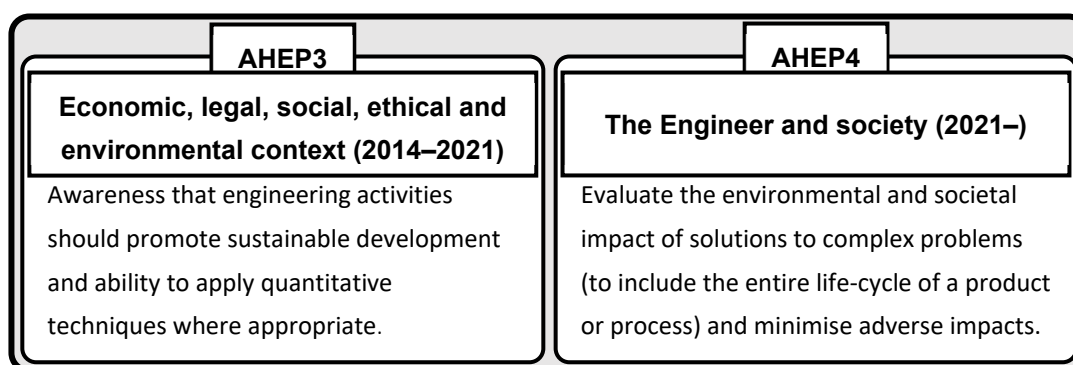 AHEP3
Economic, legal, social, ethical and
environmental context (2014–2021)
Awareness that engineering activities
should promote sustainable development
and ability to apply quantitative
techniques where appropriate.
AHEP4
The Engineer and society (2021–)
Evaluate the environmental and societal
impact of solutions to complex problems
(to include the entire life-cycle of a product
or process) and minimise adverse impacts.